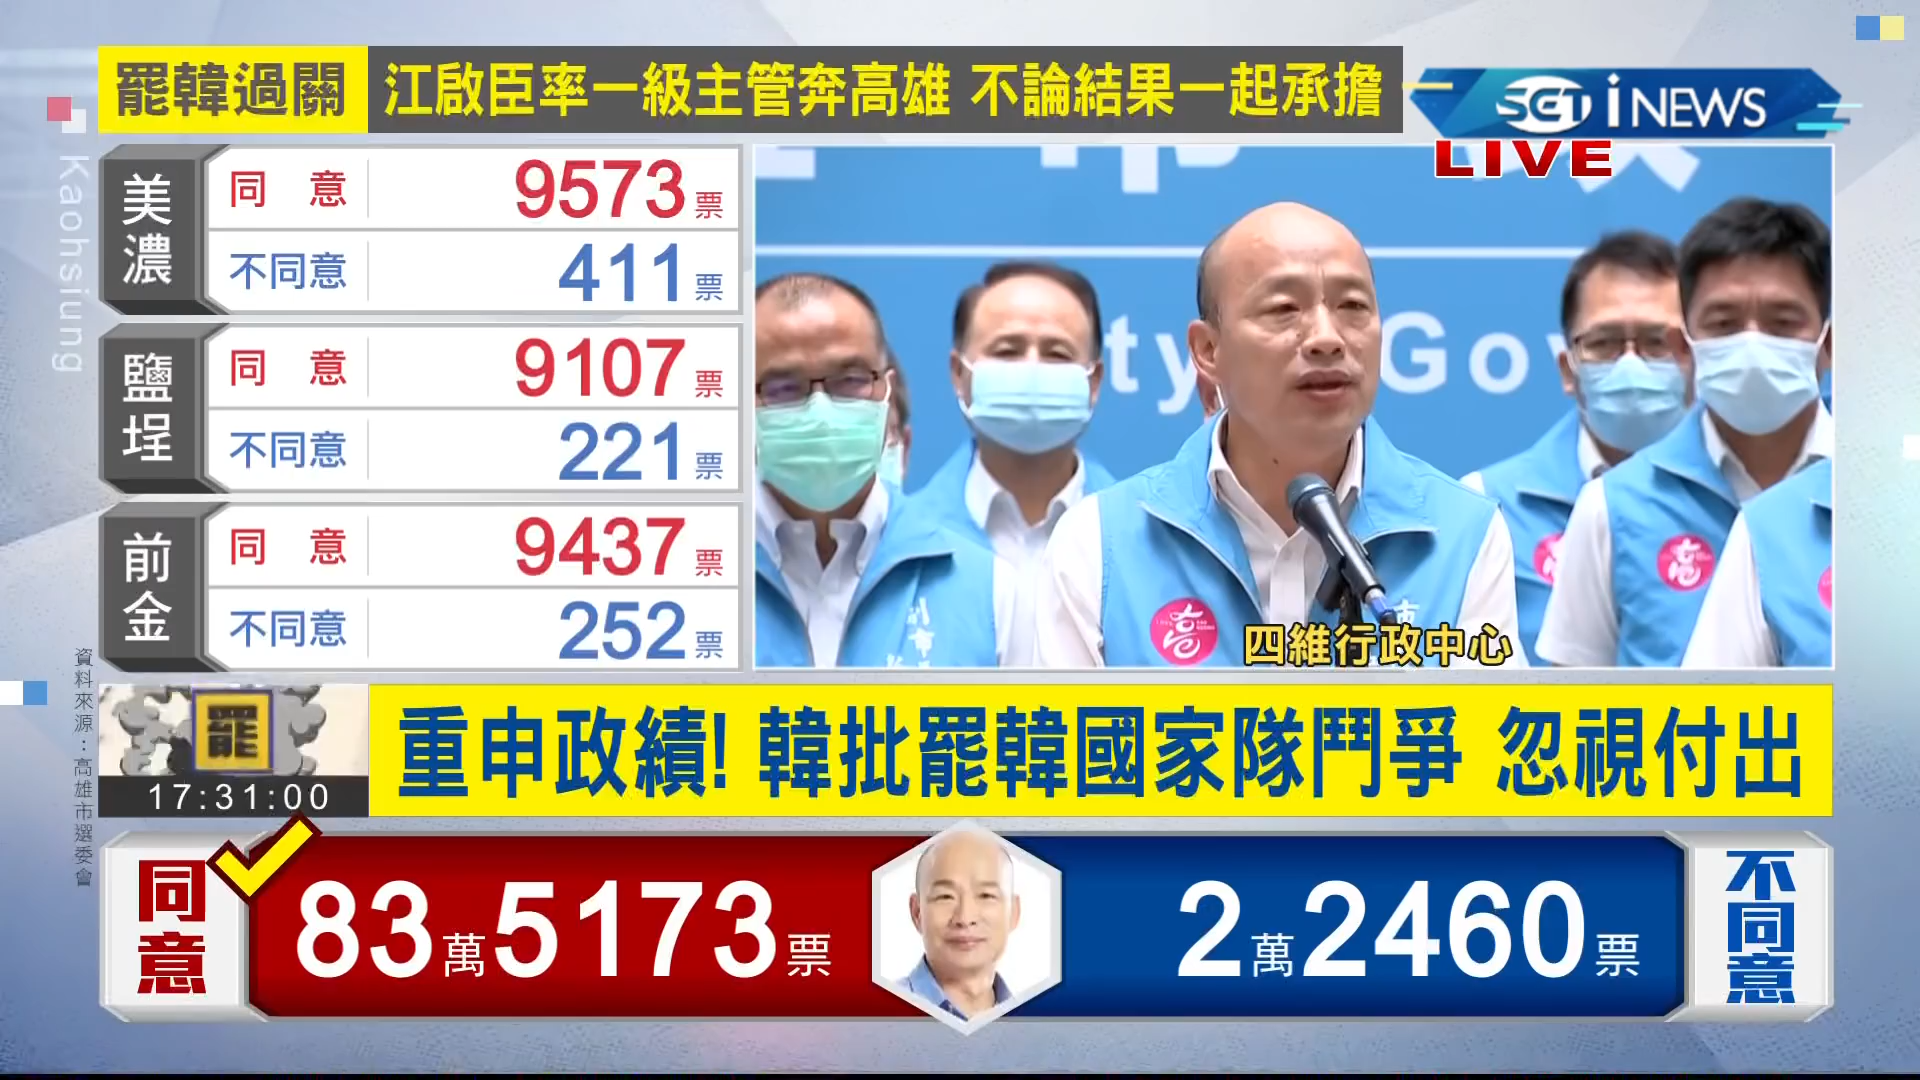 罷韓過關
江啟臣率一級主管奔高雄 不論結果一起承擔
SET iNEWS
LIVE
Kaohsiung
美濃
同意 9573票
不同意 411票
鹽埕
同意 9107票
不同意 221票
前金
同意 9437票
不同意 252票
ty Gov
四維行政中心
資料來源：高雄市選委會
罷
17:31:00
重申政績! 韓批罷韓國家隊鬥爭 忽視付出
同意 83萬5173票
2萬2460票 不同意